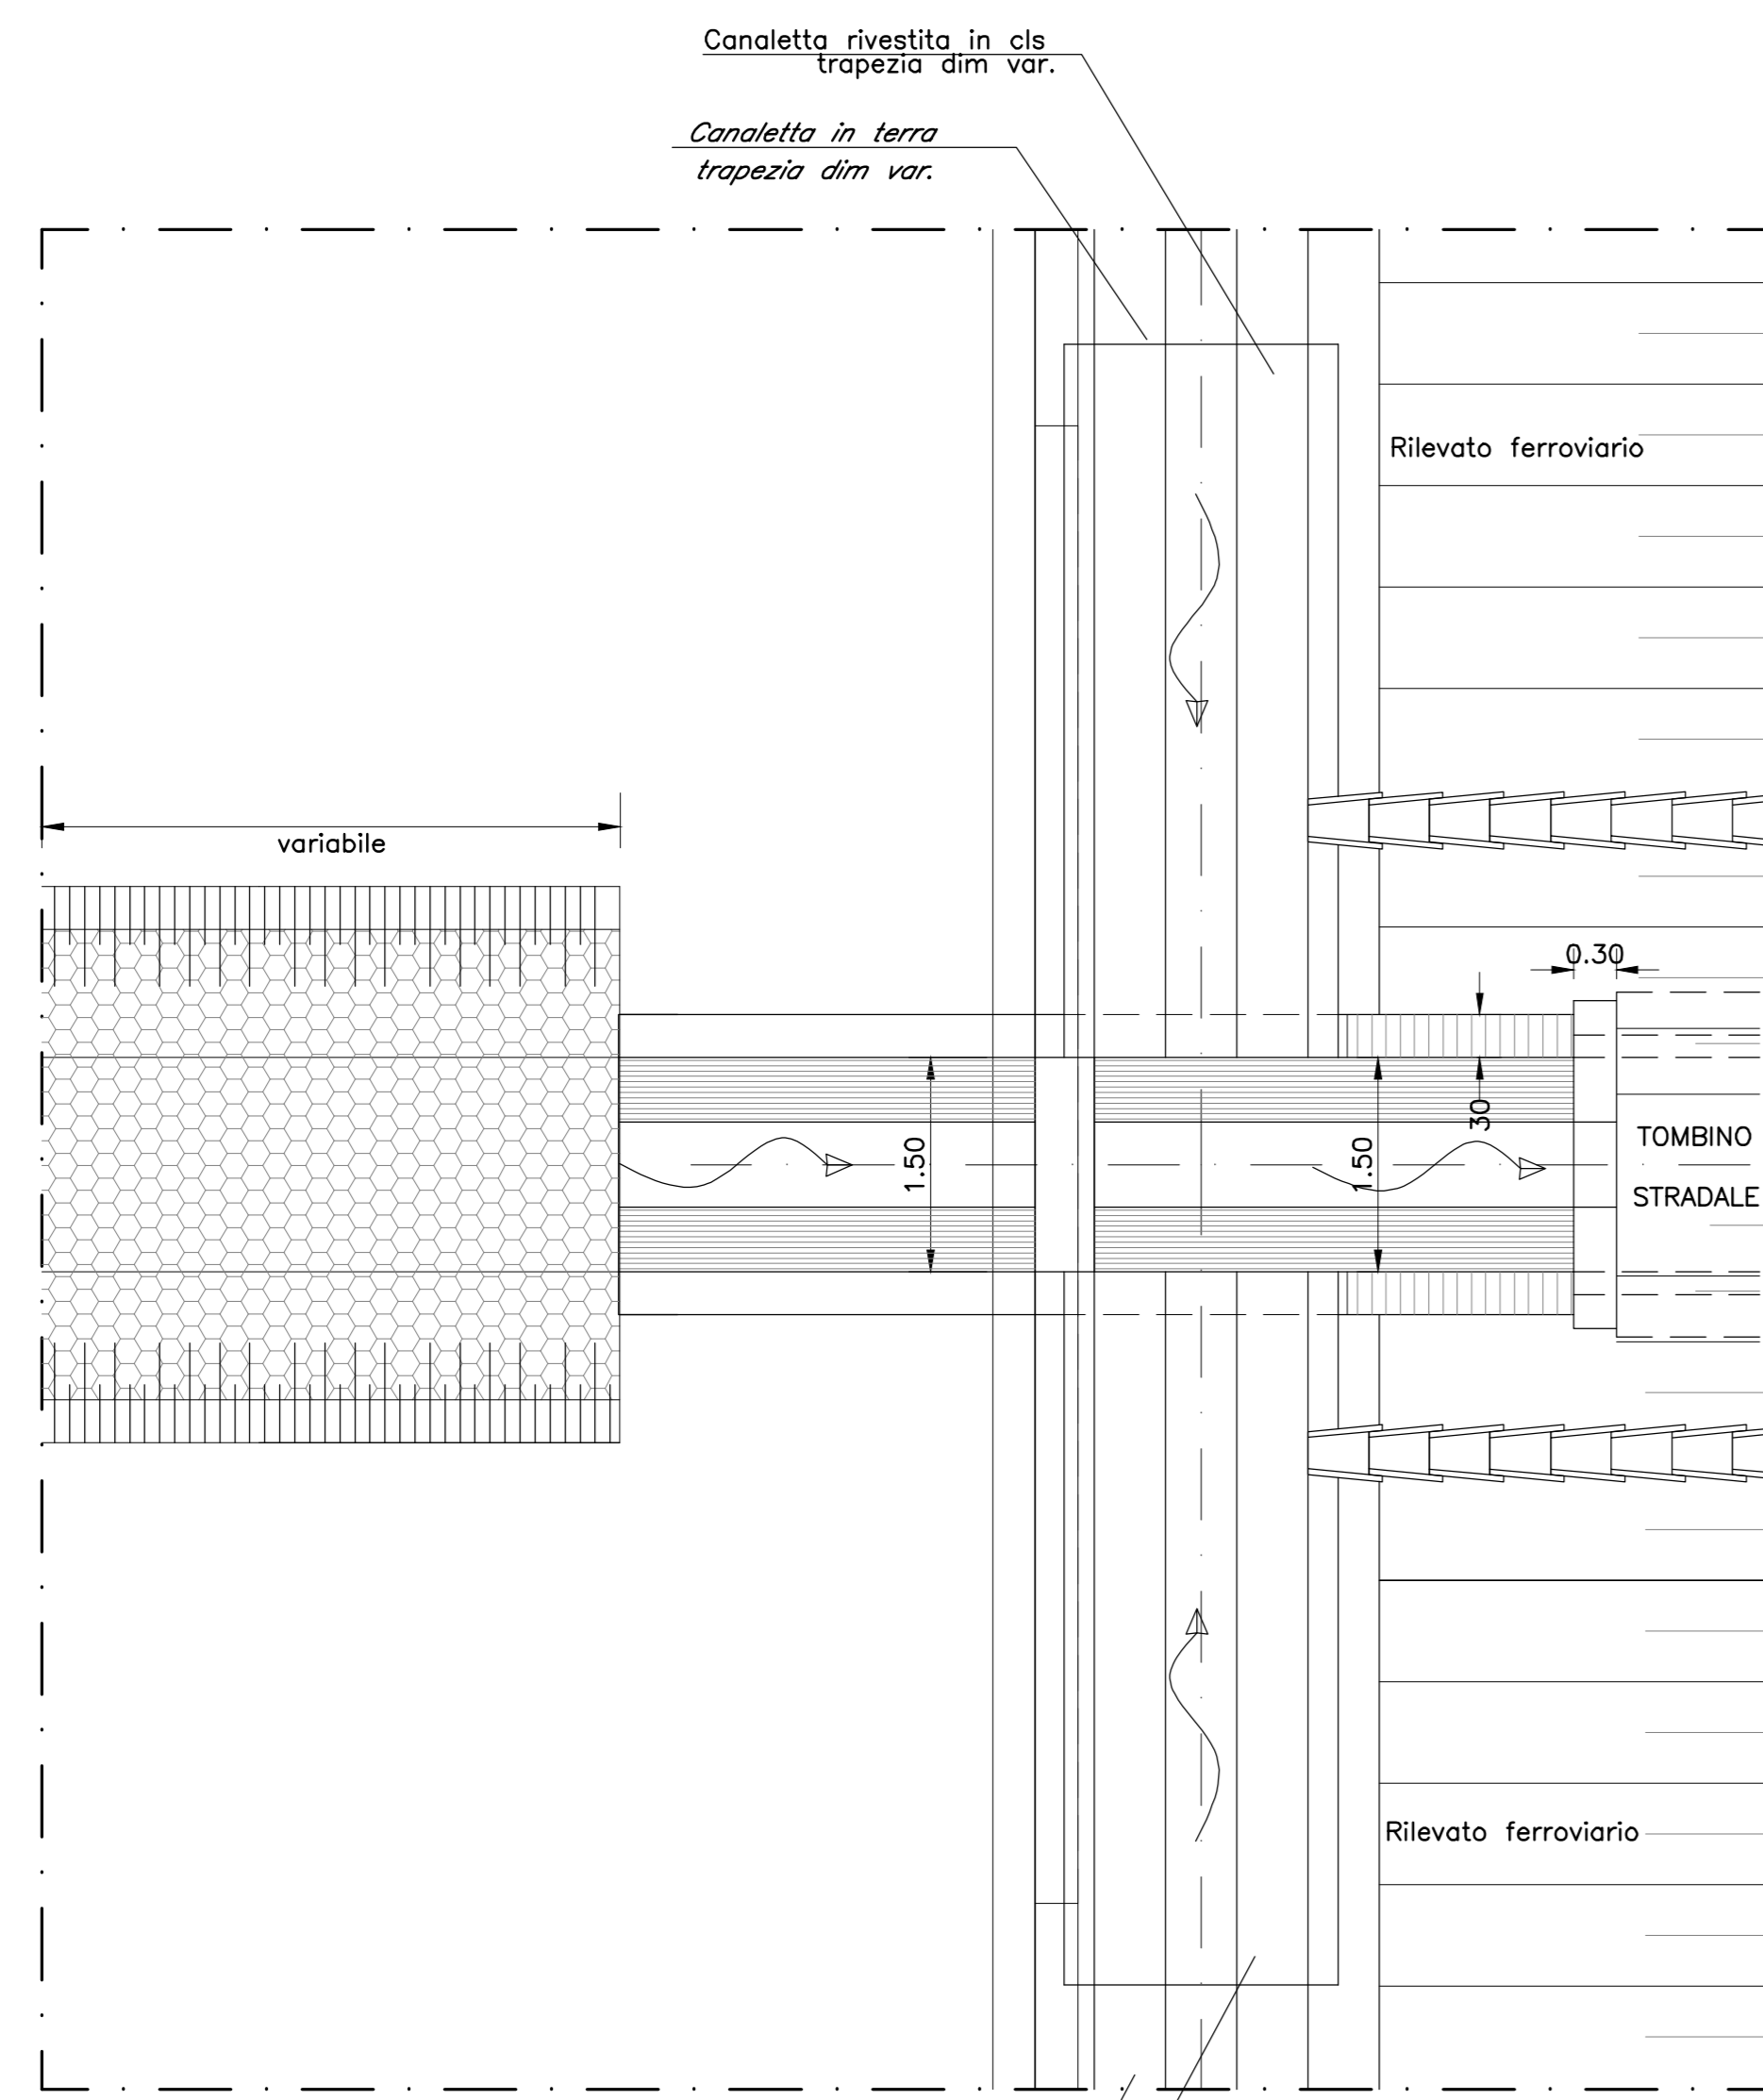 Canaletta rivestita in cls
trapezia dim var.
Canaletta in terra
trapezia dim var.
Rilevato ferroviario
variabile
0.30
30
1.50
1.50
TOMBINO
STRADALE
Rilevato ferroviario